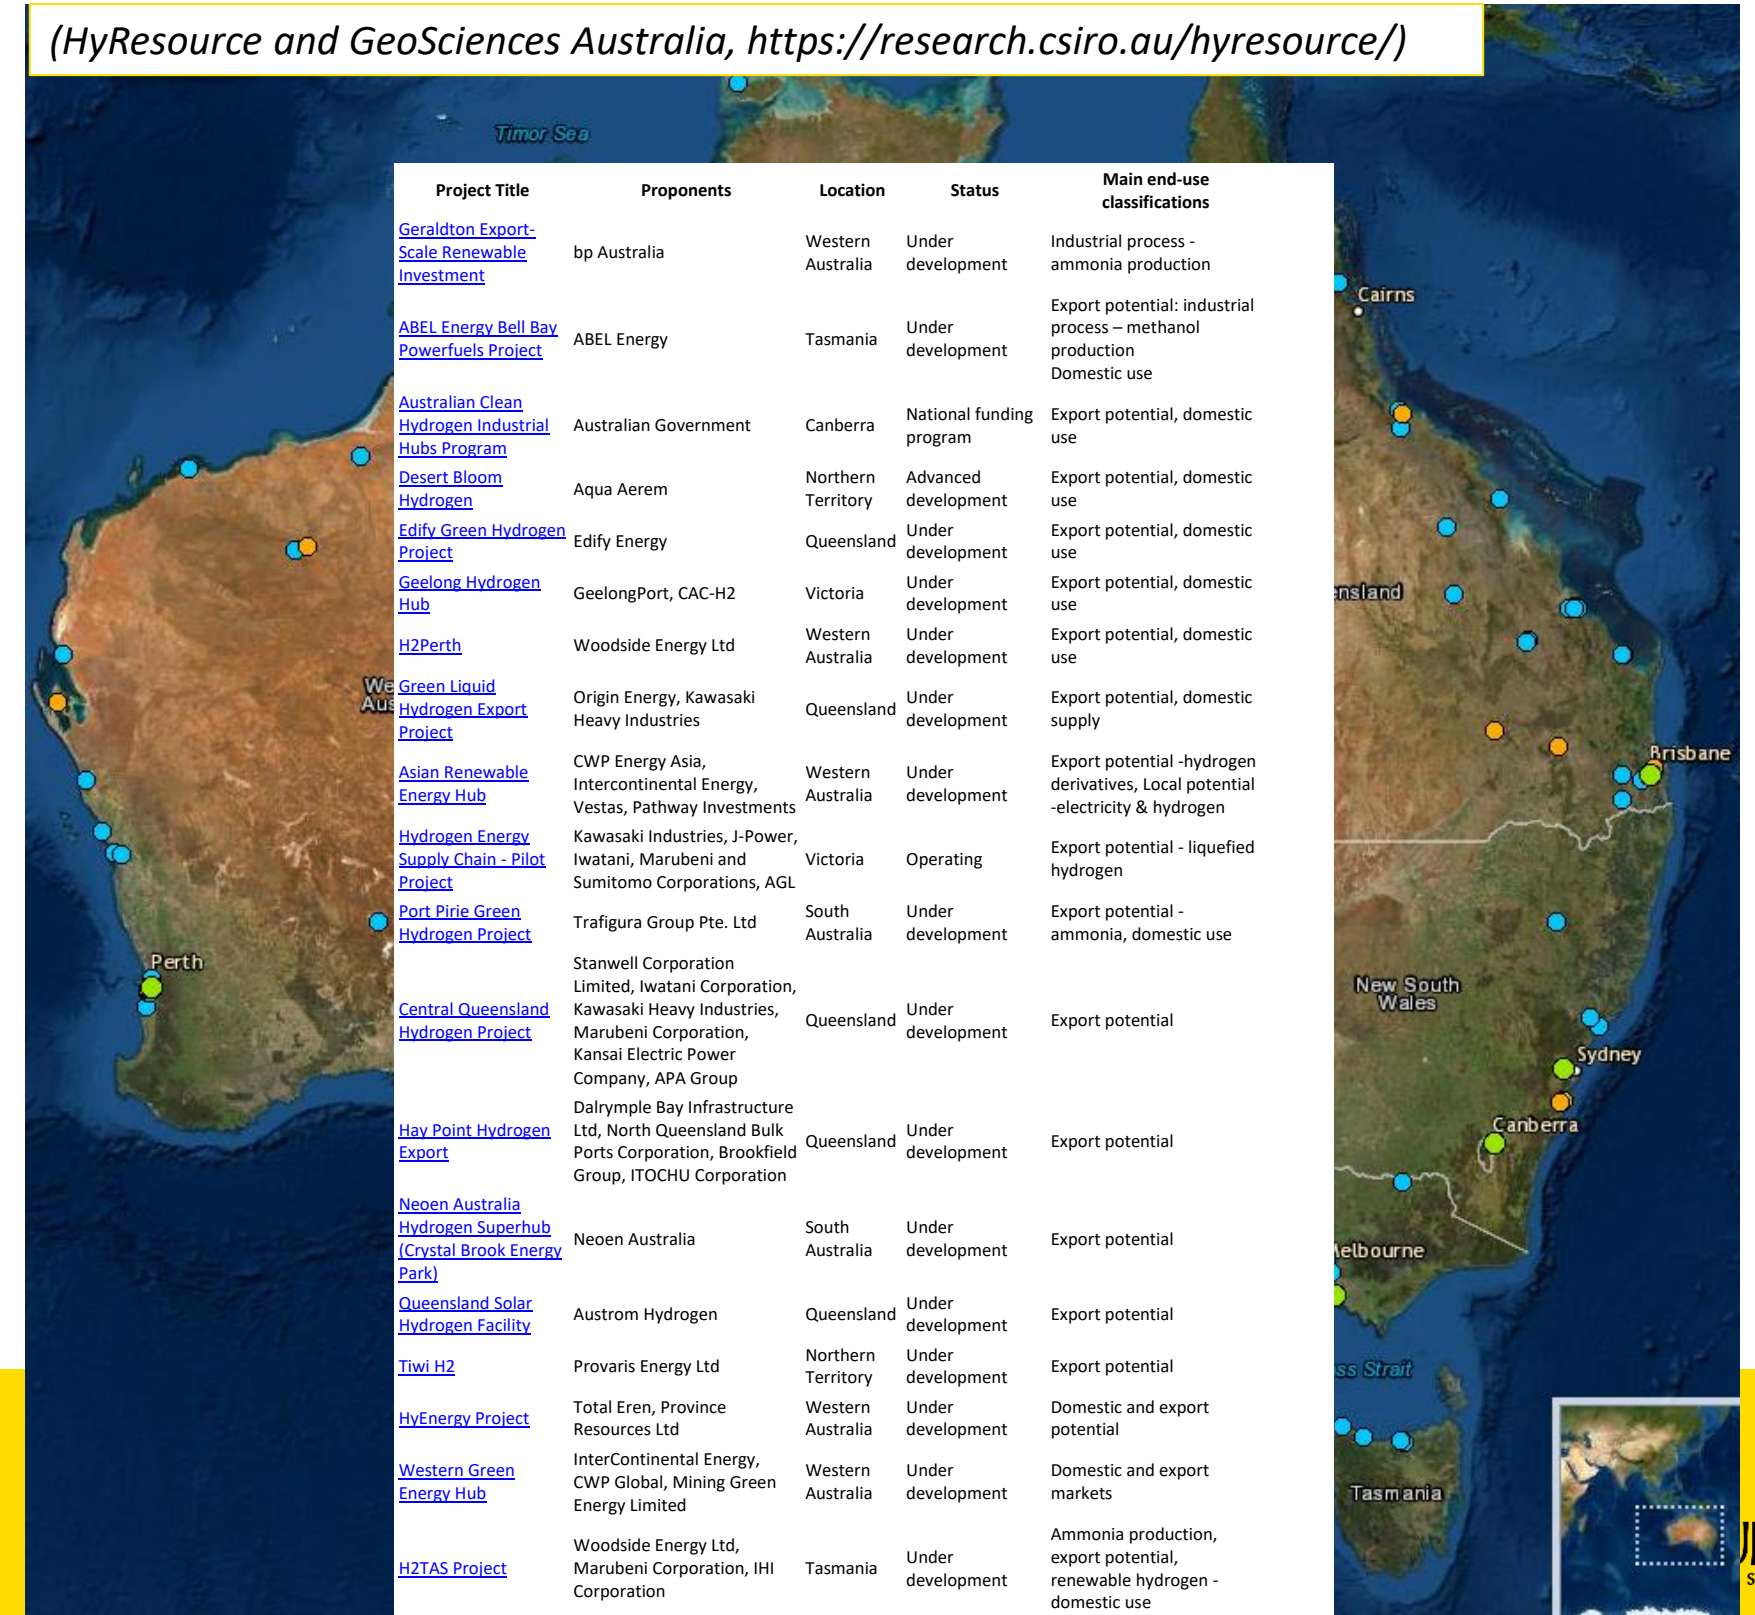 (HyResource and GeoSciences Australia, https://research.csiro.au/hyresource/)
Timor Sea
Project Title
Proponents
Location
Status
Main end-use
classifications
Geraldton Export-
Scale Renewable
Investment
bp Australia
Western
Australia
Under
development
Industrial process -
ammonia production
ABEL Energy Bell Bay
Powerfuels Project
ABEL Energy
Tasmania
Under
development
Export potential: industrial
process – methanol
production
Domestic use
Australian Clean
Hydrogen Industrial
Hubs Program
Australian Government
Canberra
National funding
program
Export potential, domestic
use
Desert Bloom
Hydrogen
Aqua Aerem
Northern
Territory
Advanced
development
Export potential, domestic
use
Edify Green Hydrogen
Project
Edify Energy
Queensland
Under
development
Export potential, domestic
use
Geelong Hydrogen
Hub
GeelongPort, CAC-H2
Victoria
Under
development
Export potential, domestic
use
H2Perth
Woodside Energy Ltd
Western
Australia
Under
development
Export potential, domestic
use
Green Liquid
Hydrogen Export
Project
Origin Energy, Kawasaki
Heavy Industries
Queensland
Under
development
Export potential, domestic
supply
Asian Renewable
Energy Hub
CWP Energy Asia,
Intercontinental Energy,
Vestas, Pathway Investments
Western
Australia
Under
development
Export potential -hydrogen
derivatives, Local potential
-electricity & hydrogen
Hydrogen Energy
Supply Chain - Pilot
Project
Kawasaki Industries, J-Power,
Iwatani, Marubeni and
Sumitomo Corporations, AGL
Victoria
Operating
Export potential - liquefied
hydrogen
Port Pirie Green
Hydrogen Project
Trafigura Group Pte. Ltd
South
Australia
Under
development
Export potential -
ammonia, domestic use
Central Queensland
Hydrogen Project
Stanwell Corporation
Limited, Iwatani Corporation,
Kawasaki Heavy Industries,
Marubeni Corporation,
Kansai Electric Power
Company, APA Group
Queensland
Under
development
Export potential
Hay Point Hydrogen
Export
Dalrymple Bay Infrastructure
Ltd, North Queensland Bulk
Ports Corporation, Brookfield
Group, ITOCHU Corporation
Queensland
Under
development
Export potential
Neoen Australia
Hydrogen Superhub
(Crystal Brook Energy
Park)
Neoen Australia
South
Australia
Under
development
Export potential
Queensland Solar
Hydrogen Facility
Austrom Hydrogen
Queensland
Under
development
Export potential
Tiwi H2
Provaris Energy Ltd
Northern
Territory
Under
development
Export potential
HyEnergy Project
Total Eren, Province
Resources Ltd
Western
Australia
Under
development
Domestic and export
potential
Western Green
Energy Hub
InterContinental Energy,
CWP Global, Mining Green
Energy Limited
Western
Australia
Under
development
Domestic and export
markets
H2TAS Project
Woodside Energy Ltd,
Marubeni Corporation, IHI
Corporation
Tasmania
Under
development
Ammonia production,
export potential,
renewable hydrogen -
domestic use
We
Aus
Perth
Cairns
nsland
Brisbane
New South
Wales
Sydney
Canberra
elbourne
ss Strait
Tasmania